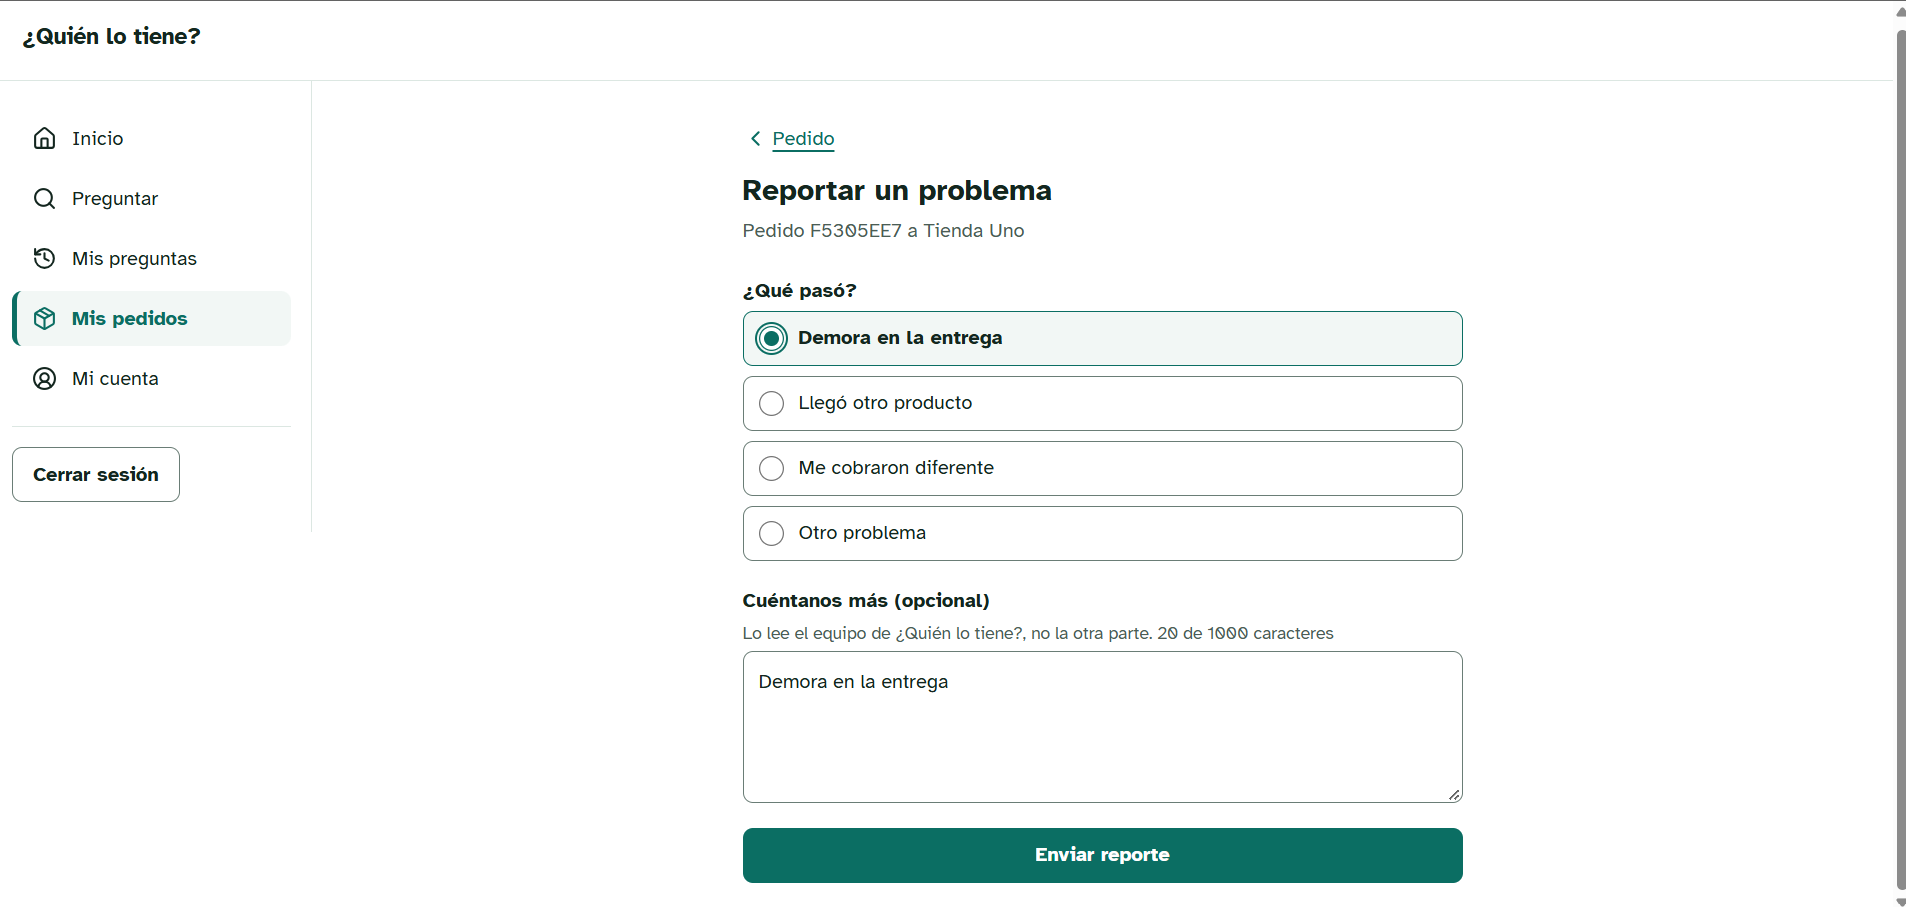 ¿Quién lo tiene?
Inicio
Preguntar
Mis preguntas
Mis pedidos
Mi cuenta
Cerrar sesión
Pedido
Reportar un problema
Pedido F5305EE7 a Tienda Uno
¿Qué pasó?
Demora en la entrega
Llegó otro producto
Me cobraron diferente
Otro problema
Cuéntanos más (opcional)
Lo lee el equipo de ¿Quién lo tiene?, no la otra parte. 20 de 1000 caracteres
Demora en la entrega
Enviar reporte